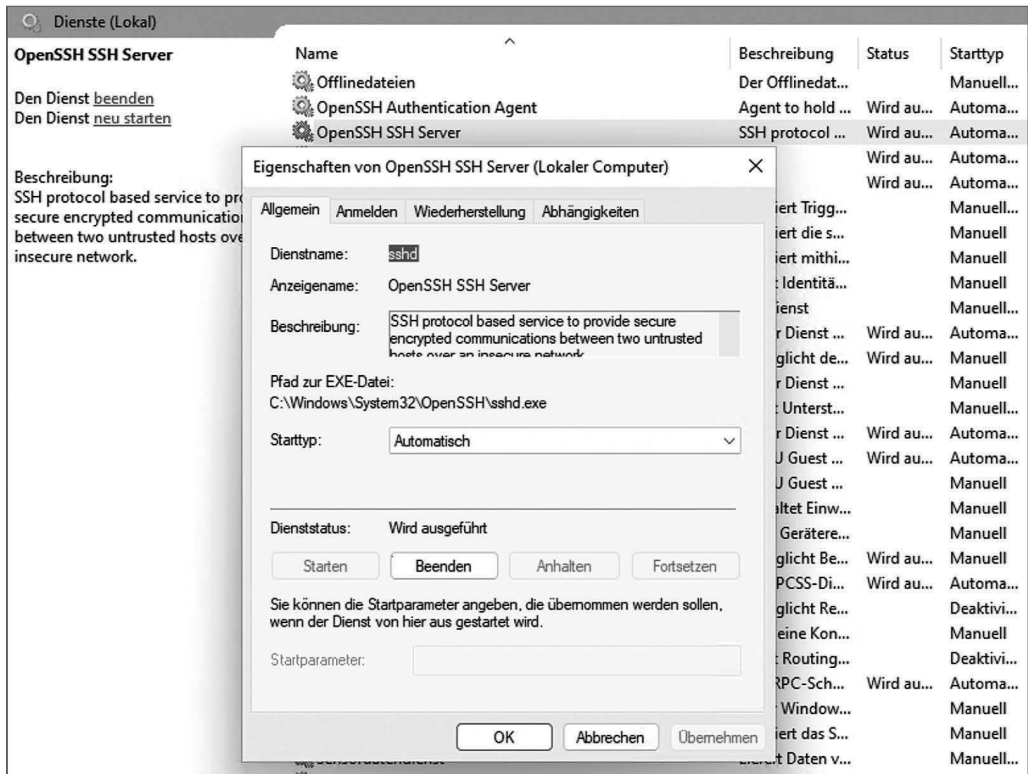 Dienste (Lokal)
OpenSSH SSH Server
Den Dienst beenden
Den Dienst neu starten
Beschreibung:
SSH protocol based service to pr
secure encrypted communicatio
between two untrusted hosts ove
insecure network.
Name Beschreibung Status Starttyp
Offlinedateien Der Offlinedat... Manuell...
OpenSSH Authentication Agent Agent to hold ... Wird au... Automa...
OpenSSH SSH Server SSH protocol ... Wird au... Automa...
Wird au... Automa...
Wird au... Automa...
iert Trigg... Manuell...
iert die s... Manuell
iert mithi... Manuell
t Identitä... Manuell
ienst Manuell...
r Dienst ... Wird au... Automa...
glicht de... Wird au... Manuell
r Dienst ... Manuell
t Unterst... Manuell
r Dienst ... Wird au... Automa...
U Guest ... Wird au... Automa...
U Guest ... Manuell
altet Einw... Manuell
Gerätere... Manuell
glicht Be... Wird au... Manuell
PCSS-Di... Wird au... Automa...
glicht Re... Deaktivi...
eine Kon... Manuell
t Routing... Deaktivi...
RPC-Sch... Wird au... Automa...
Window... Manuell
iert das S... Manuell
Sensordatendienst Liefert Daten v... Manuell...
Eigenschaften von OpenSSH SSH Server (Lokaler Computer)
Allgemein Anmelden Wiederherstellung Abhängigkeiten
Dienstname: sshd
Anzeigename: OpenSSH SSH Server
Beschreibung: SSH protocol based service to provide secure
encrypted communications between two untrusted
hosts over an insecure network.
Pfad zur EXE-Datei:
C:\Windows\System32\OpenSSH\sshd.exe
Starttyp: Automatisch
Dienststatus: Wird ausgeführt
Starten Beenden Anhalten Fortsetzen
Sie können die Startparameter angeben, die übernommen werden sollen,
wenn der Dienst von hier aus gestartet wird.
Startparameter:
OK Abbrechen Übernehmen